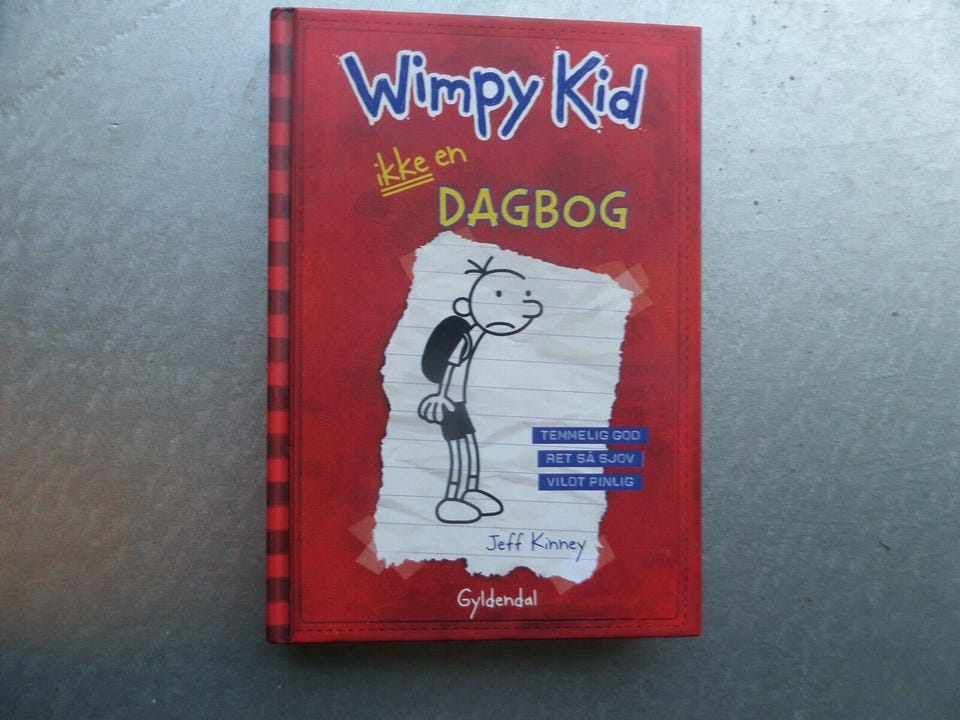 Wimpy Kid
ikke en
DAGBOG
TEMMELIG GOD
RET SÅ SJOV
VILDT PINLIG
Jeff Kinney
Gyldendal